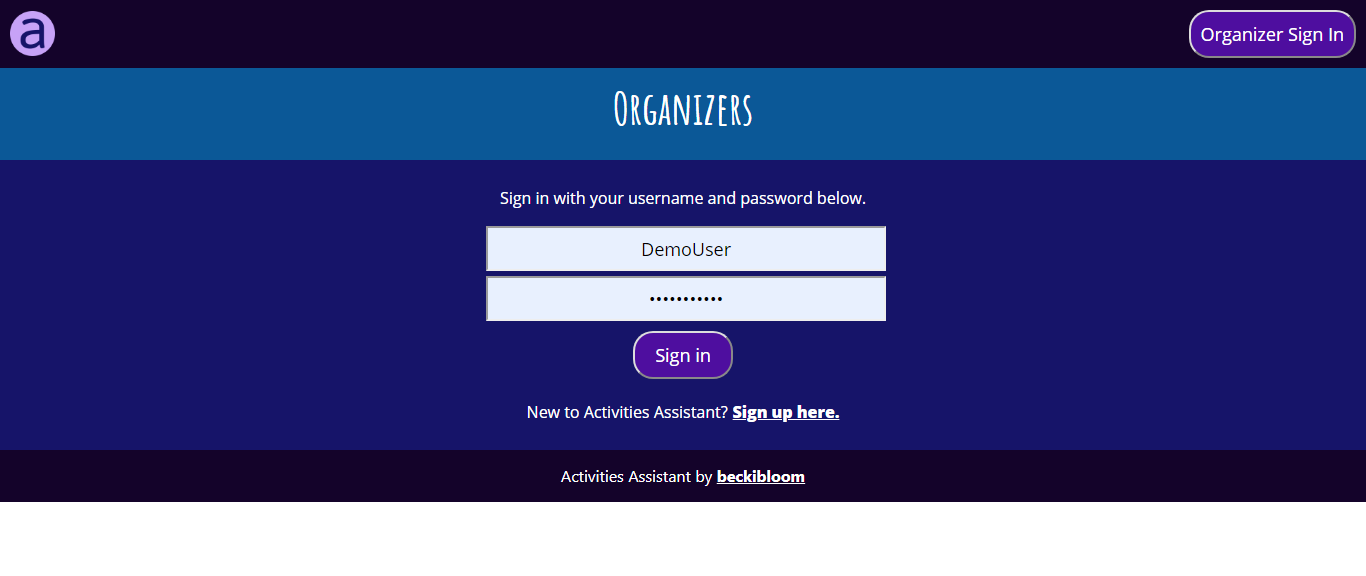 a
Organizer Sign In
Organizers
Sign in with your username and password below.
DemoUser
•••••••••••
Sign in
New to Activities Assistant? Sign up here.
Activities Assistant by beckibloom